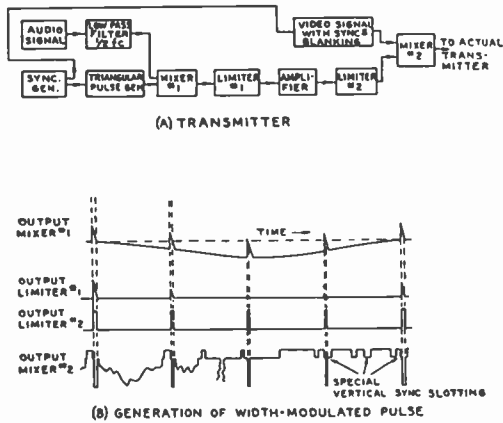 AUDIO
SIGNAL
LOW PASS
FILTER
1/2 fc
VIDEO SIGNAL
WITH SYNC &
BLANKING
MIXER
#2
TO ACTUAL
TRANS-
MITTER
SYNC.
GEN.
TRIANGULAR
PULSE GEN
MIXER
#1
LIMITER
#1
AMPLI-
FIER
LIMITER
#2
(A) TRANSMITTER
OUTPUT
MIXER #1
TIME
OUTPUT
LIMITER #1
OUTPUT
LIMITER #2
OUTPUT
MIXER #2
SPECIAL
VERTICAL SYNC SLOTTING
(B) GENERATION OF WIDTH-MODULATED PULSE